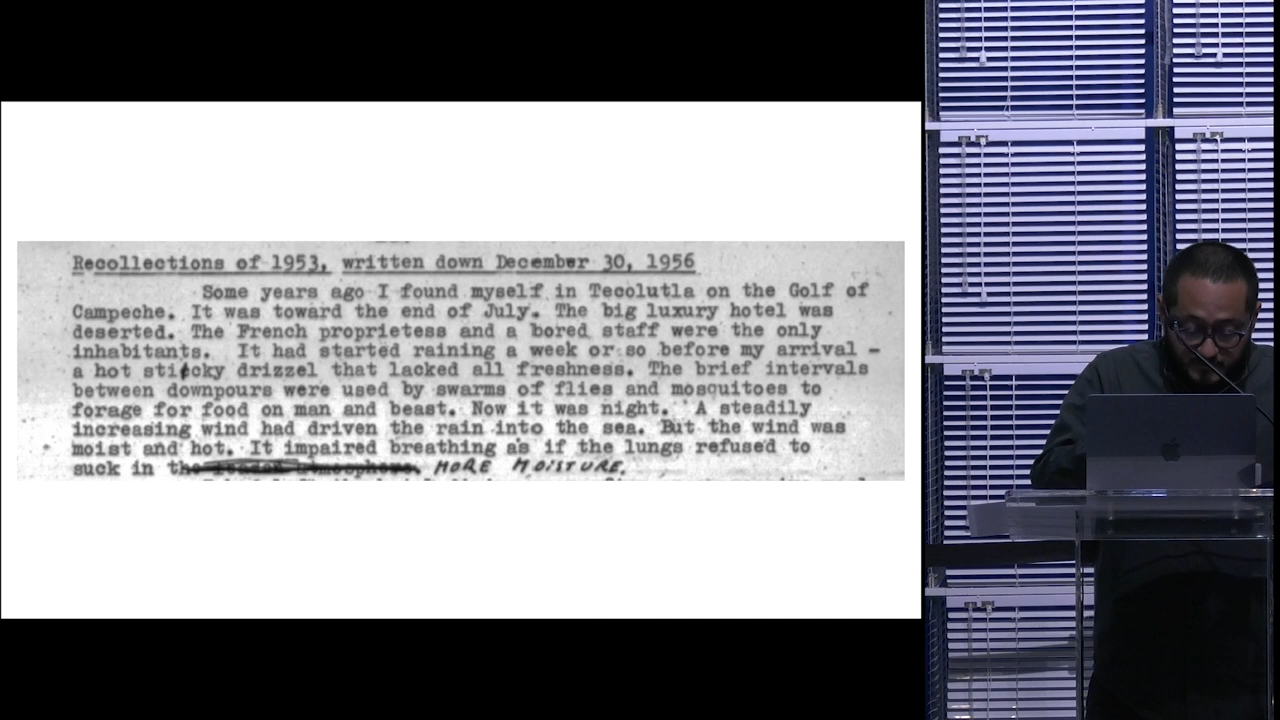 Recollections of 1953, written down December 30, 1956
Some years ago I found myself in Tecolutla on the Golf of
Campeche. It was toward the end of July. The big luxury hotel was
deserted. The French proprietess and a bored staff were the only
inhabitants. It had started raining a week or so before my arrival -
a hot sticky drizzel that lacked all freshness. The brief intervals
between downpours were used by swarms of flies and mosquitoes to
forage for food on man and beast. Now it was night. A steadily
increasing wind had driven the rain into the sea. But the wind was
moist and hot. It impaired breathing as if the lungs refused to
suck in MORE MOISTURE.